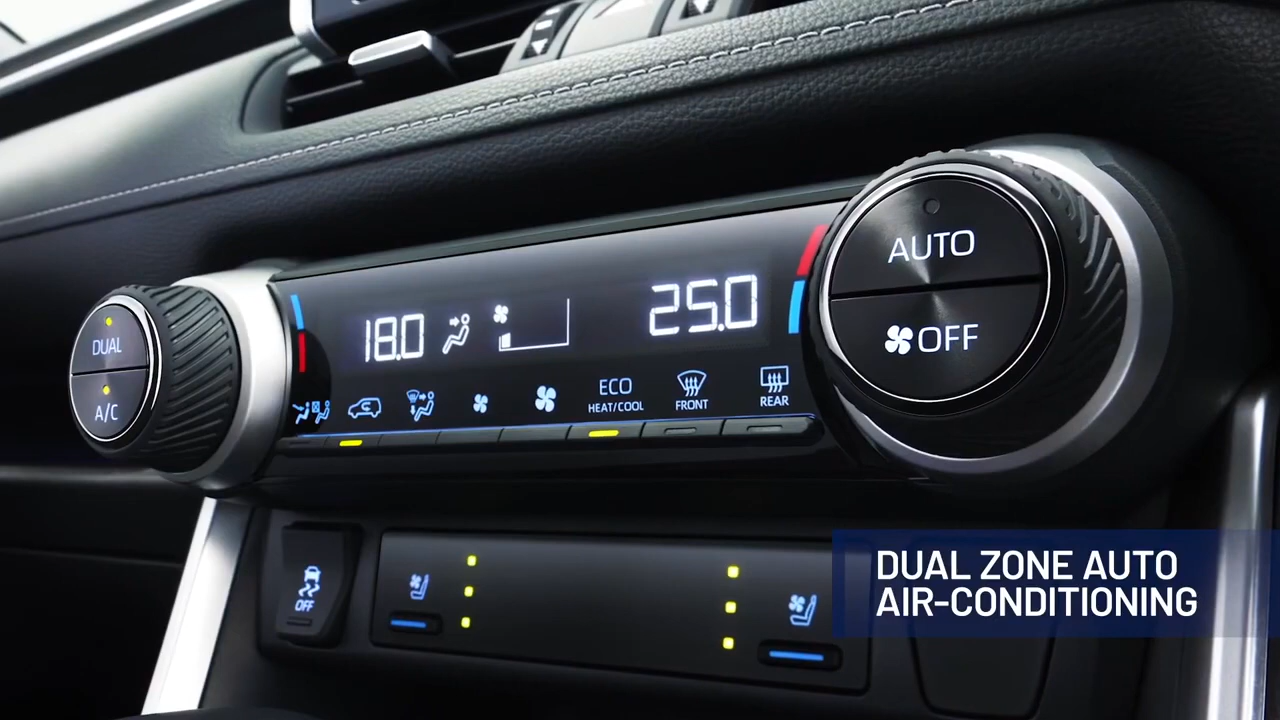 AUTO
OFF
18.0
25.0
DUAL
A/C
ECO
HEAT/COOL
FRONT
REAR
OFF
DUAL ZONE AUTO
AIR-CONDITIONING